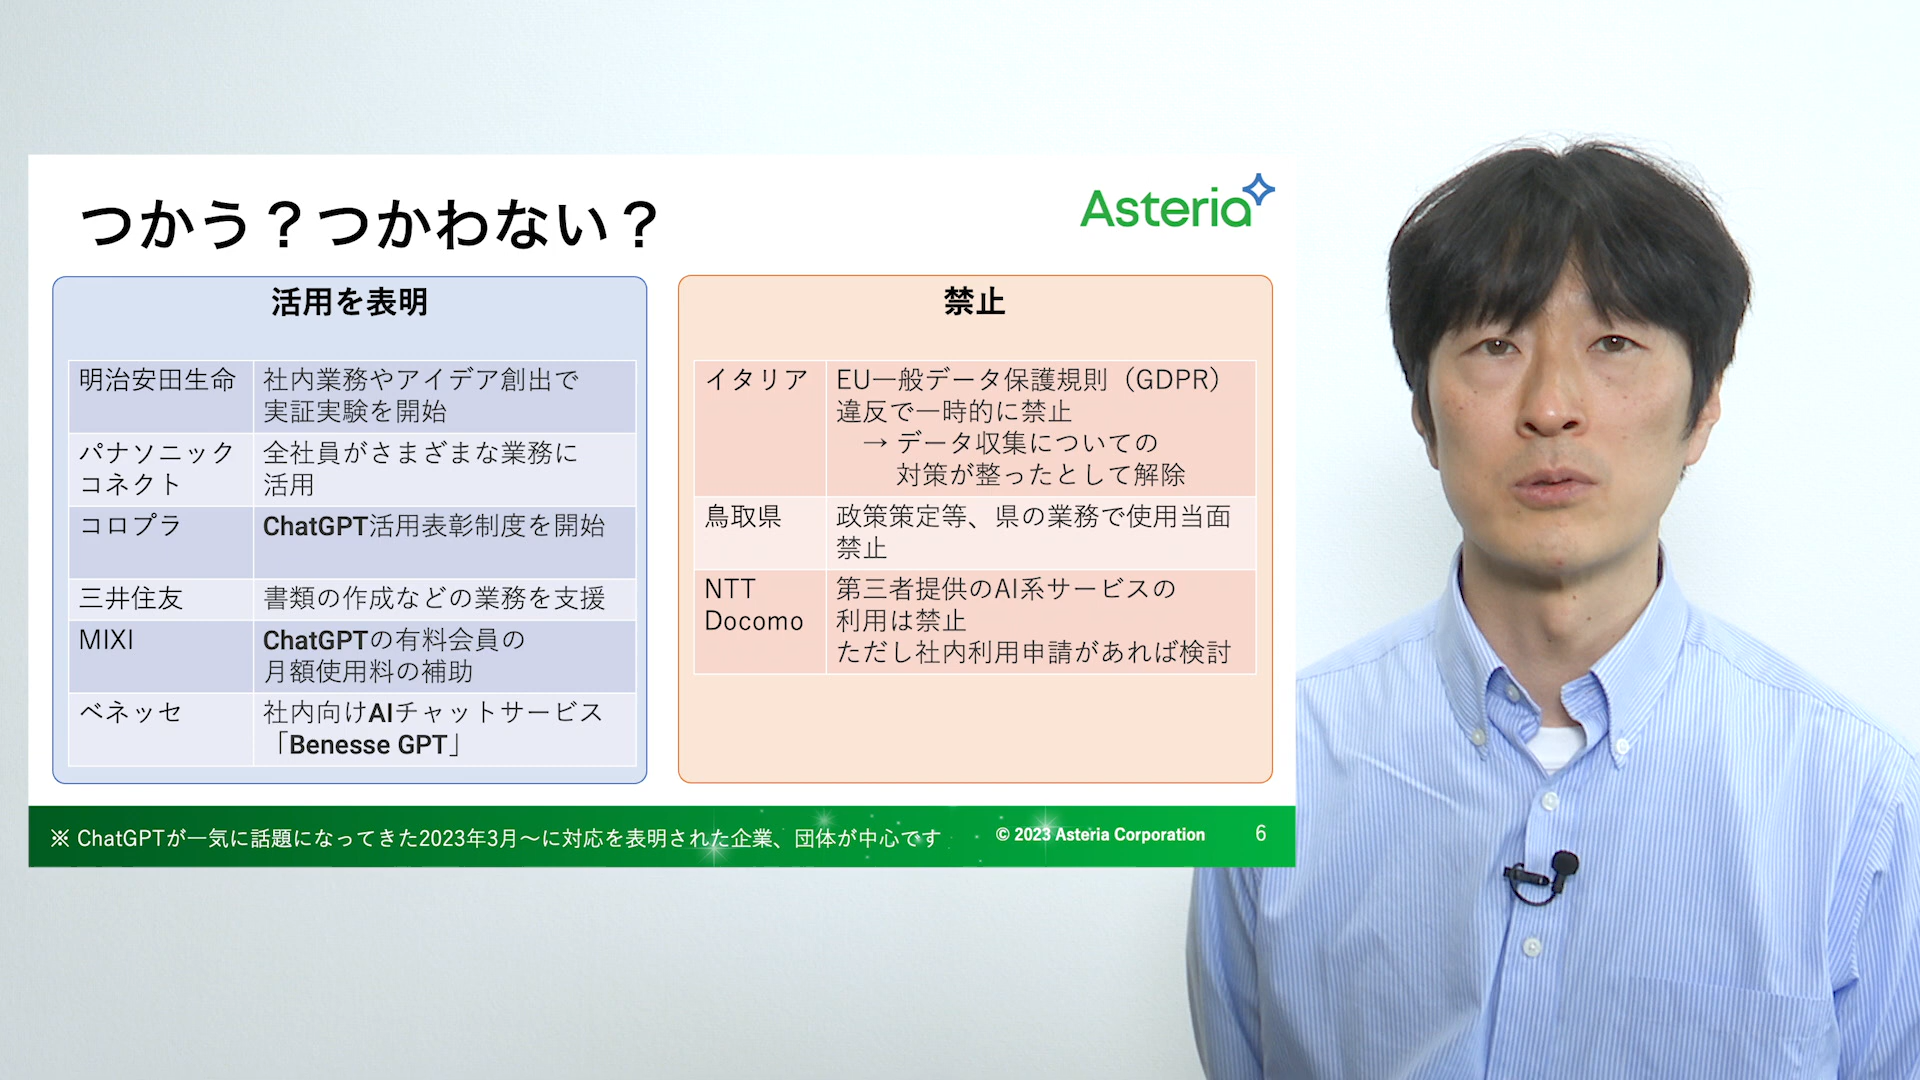 つかう？つかわない？
Asteria
活用を表明
明治安田生命
社内業務やアイデア創出で
実証実験を開始
パナソニック
コネクト
全社員がさまざまな業務に
活用
コロプラ
ChatGPT活用表彰制度を開始
三井住友
書類の作成などの業務を支援
MIXI
ChatGPTの有料会員の
月額使用料の補助
ベネッセ
社内向けAIチャットサービス
「Benesse GPT」
禁止
イタリア
EU一般データ保護規則（GDPR）
違反で一時的に禁止
→ データ収集についての
対策が整ったとして解除
鳥取県
政策策定等、県の業務で使用当面
禁止
NTT
Docomo
第三者提供のAI系サービスの
利用は禁止
ただし社内利用申請があれば検討
※ ChatGPTが一気に話題になってきた2023年3月～に対応を表明された企業、団体が中心です
© 2023 Asteria Corporation
6